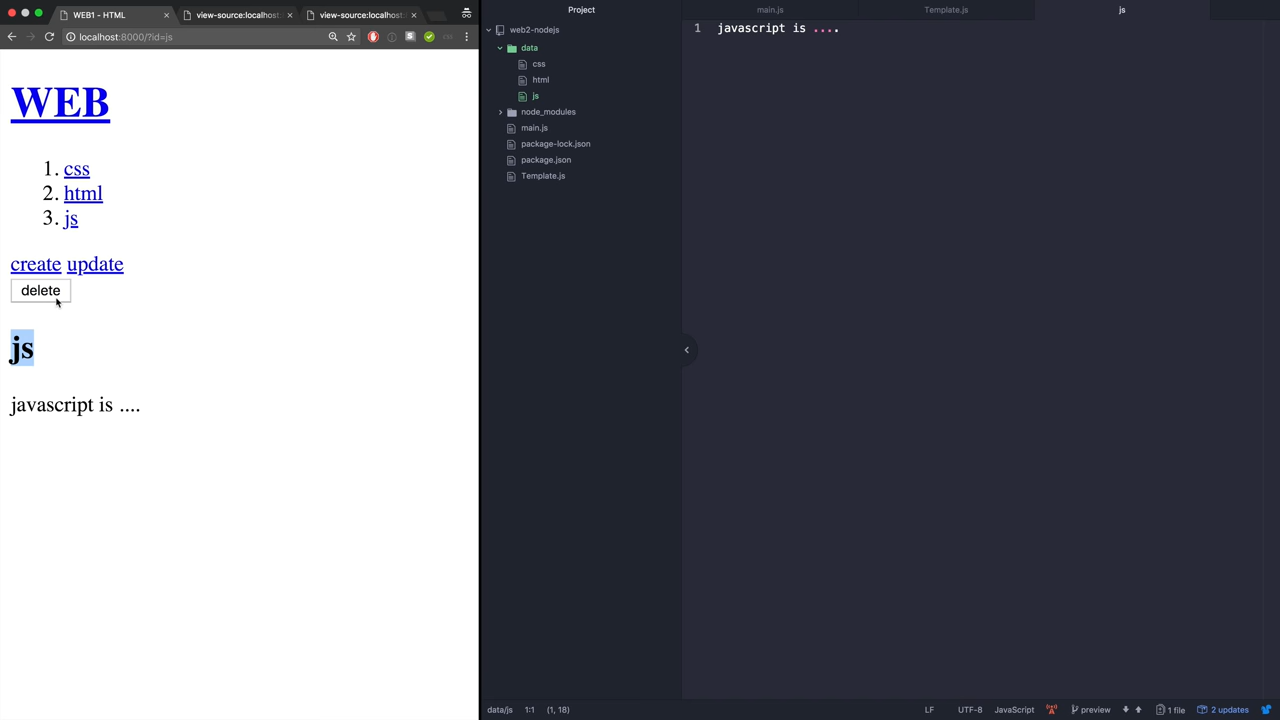 WEB1 - HTML
view-source:localhost:
view-source:localhost:
localhost:8000/?id=js
WEB
1. css
2. html
3. js
create update
delete
js
javascript is ....
Project
web2-nodejs
data
css
html
js
node_modules
main.js
package-lock.json
package.json
Template.js
main.js
Template.js
js
1 javascript is ....
data/js 1:1 (1, 18)
LF UTF-8 JavaScript preview 1 file 2 updates